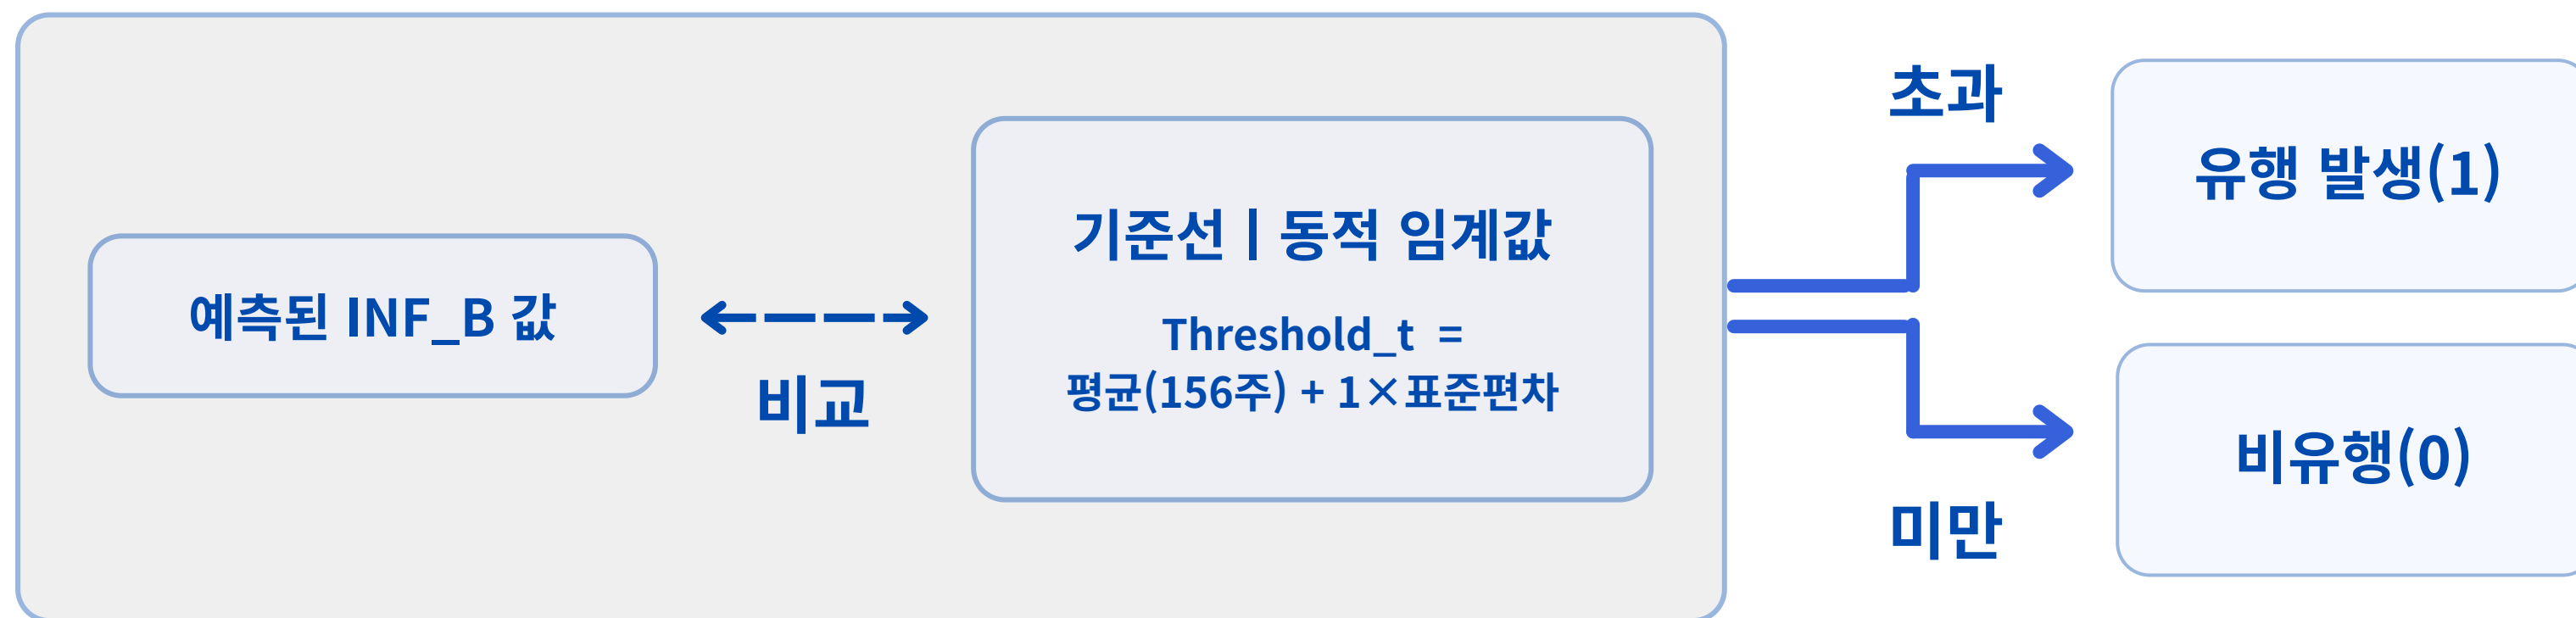 예측된 INF_B 값
비교
기준선 | 동적 임계값
Threshold_t =
평균(156주) + 1×표준편차
초과
유행 발생(1)
미만
비유행(0)